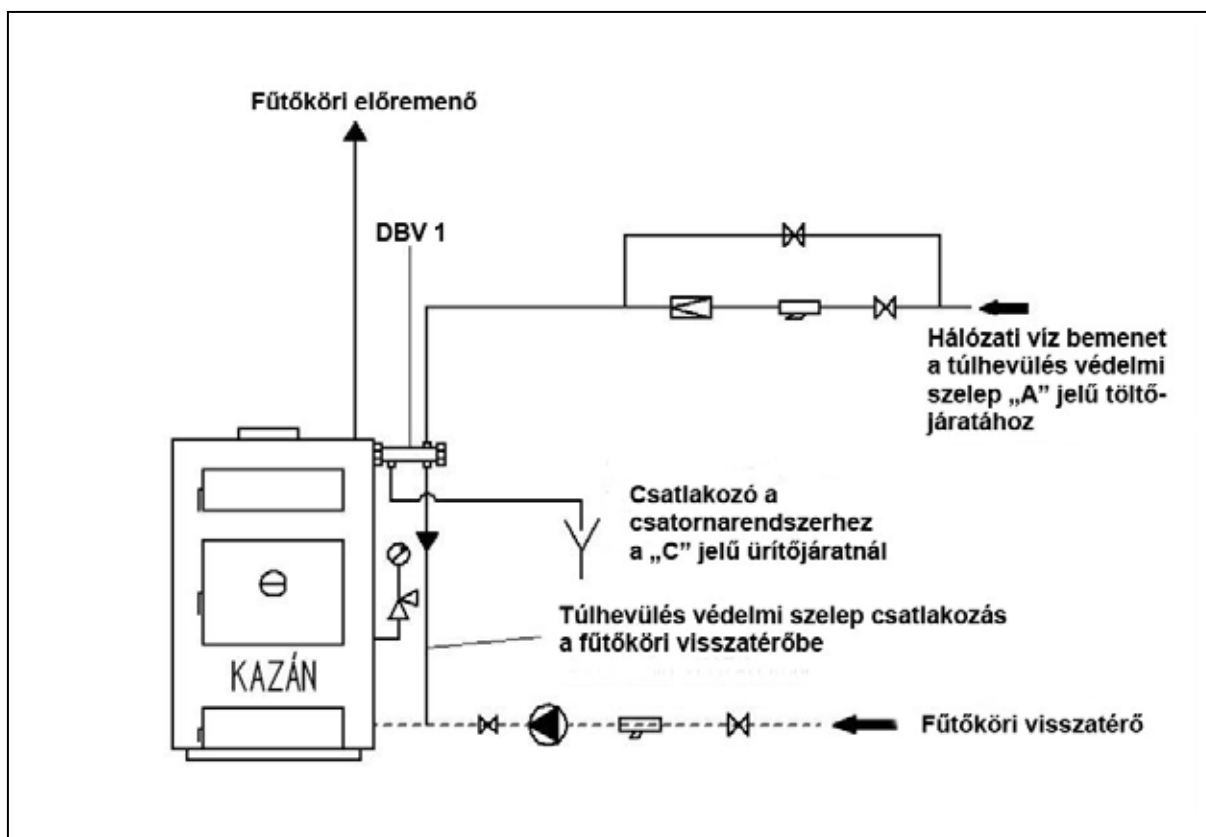 Fűtőköri előremenő
DBV 1
Hálózati víz bemenet
a túlhevülés védelmi
szelep „A” jelű töltő-
járatához
Csatlakozó a
csatornarendszerhez
a „C” jelű ürítőjáratnál
Túlhevülés védelmi szelep csatlakozás
a fűtőköri visszatérőbe
KAZÁN
Fűtőköri visszatérő